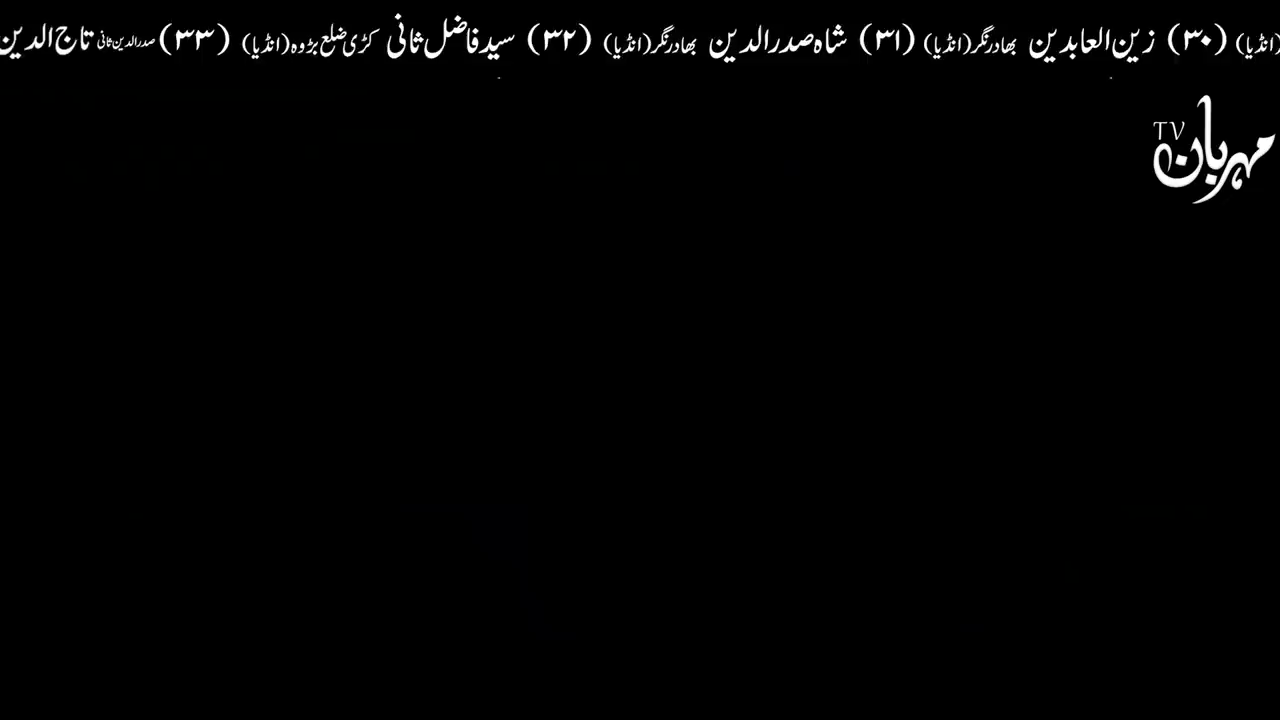 (انڈیا) (۳۰) زین العابدین بھادرنگر (انڈیا) (۳۱) شاہ صدرالدین بھادرنگر (انڈیا) (۳۲) سید فاضل ثانی کڑی ضلع بڑوہ (انڈیا) (۳۳) صدرالدین ثانی تاج الدین
مہربان TV